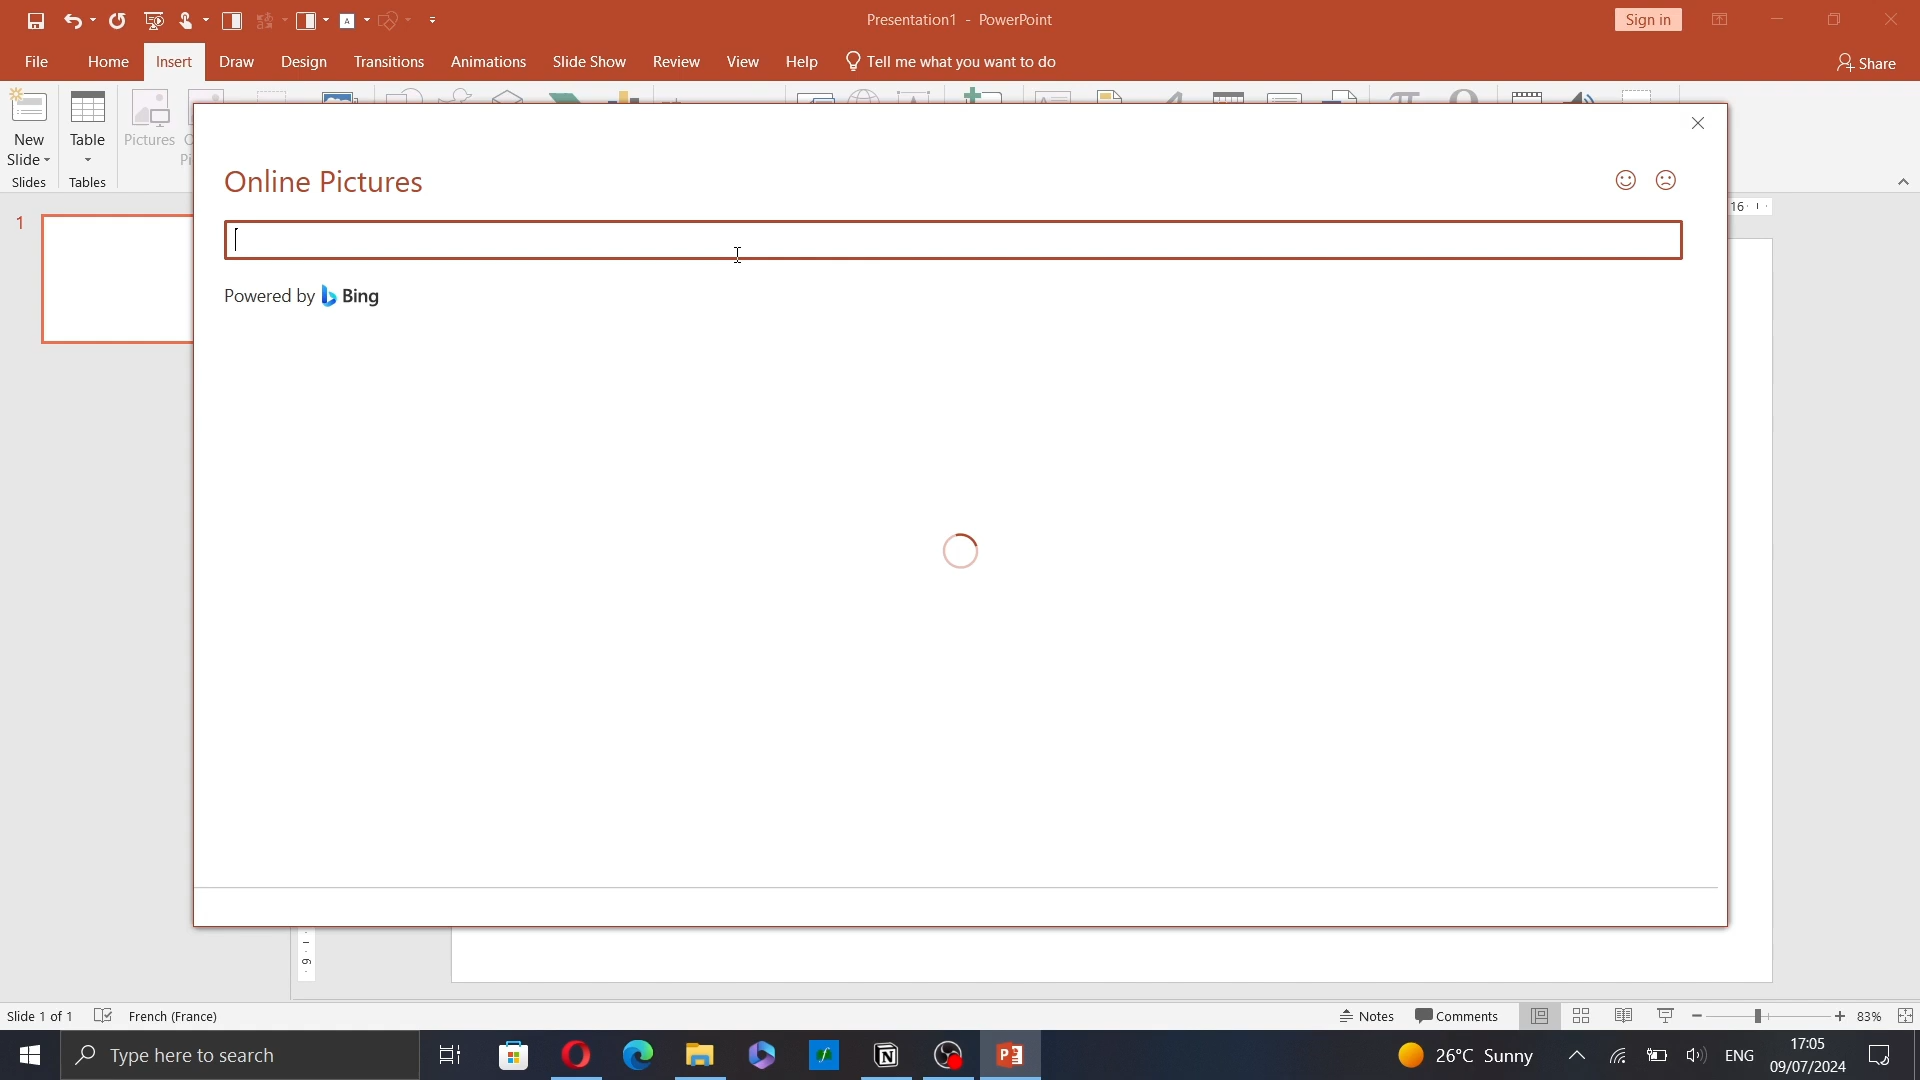 Presentation1 - PowerPoint
Sign in
File Home Insert Draw Design Transitions Animations Slide Show Review View Help Tell me what you want to do
Share
New Slide
Table
Pictures
Slides Tables
Online Pictures
Powered by Bing
1
16
9
Slide 1 of 1 French (France)
Notes Comments 83%
Type here to search
26°C Sunny
ENG
17:05
09/07/2024